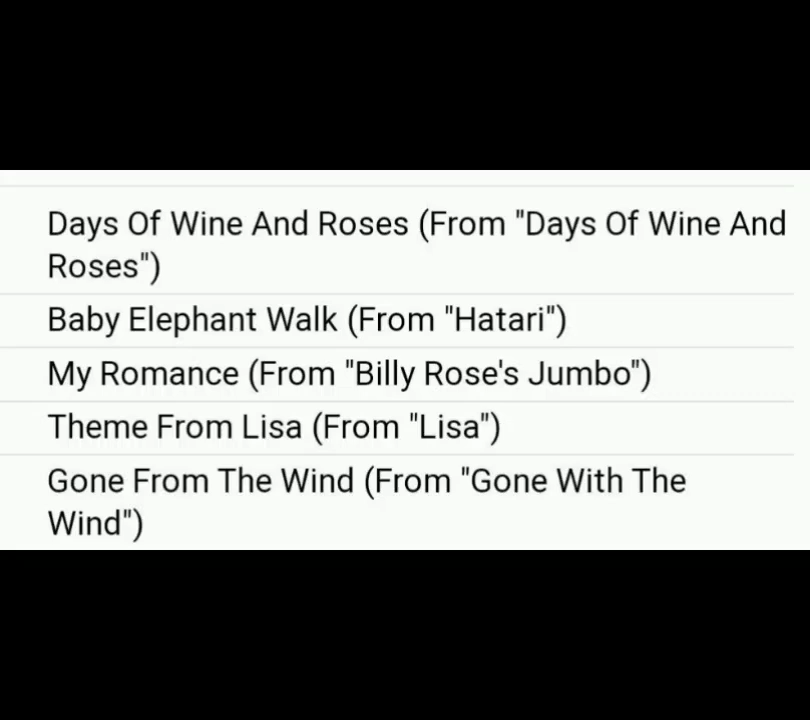 Days Of Wine And Roses (From "Days Of Wine And
Roses")
Baby Elephant Walk (From "Hatari")
My Romance (From "Billy Rose's Jumbo")
Theme From Lisa (From "Lisa")
Gone From The Wind (From "Gone With The
Wind")